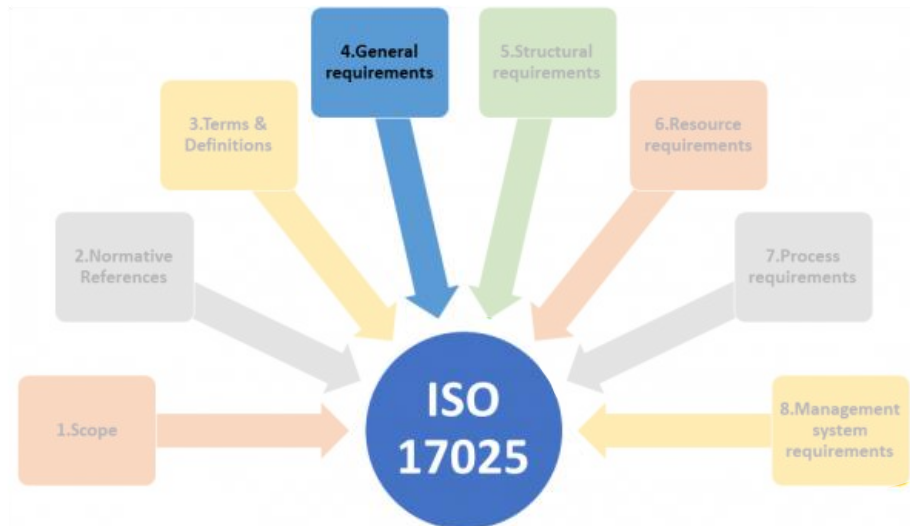 4.General
requirements
5.Structural
requirements
3.Terms &
Definitions
6.Resource
requirements
2.Normative
References
7.Process
requirements
1.Scope
ISO
17025
8.Management
system
requirements